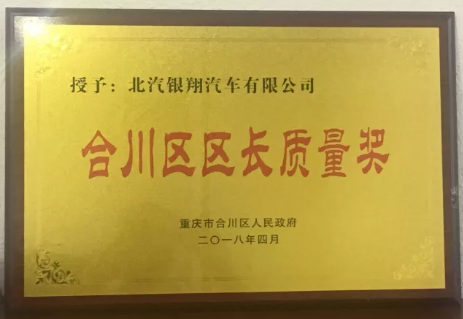 授予：北汽银翔汽车有限公司
合川区区长质量奖
重庆市合川区人民政府
二〇一八年四月